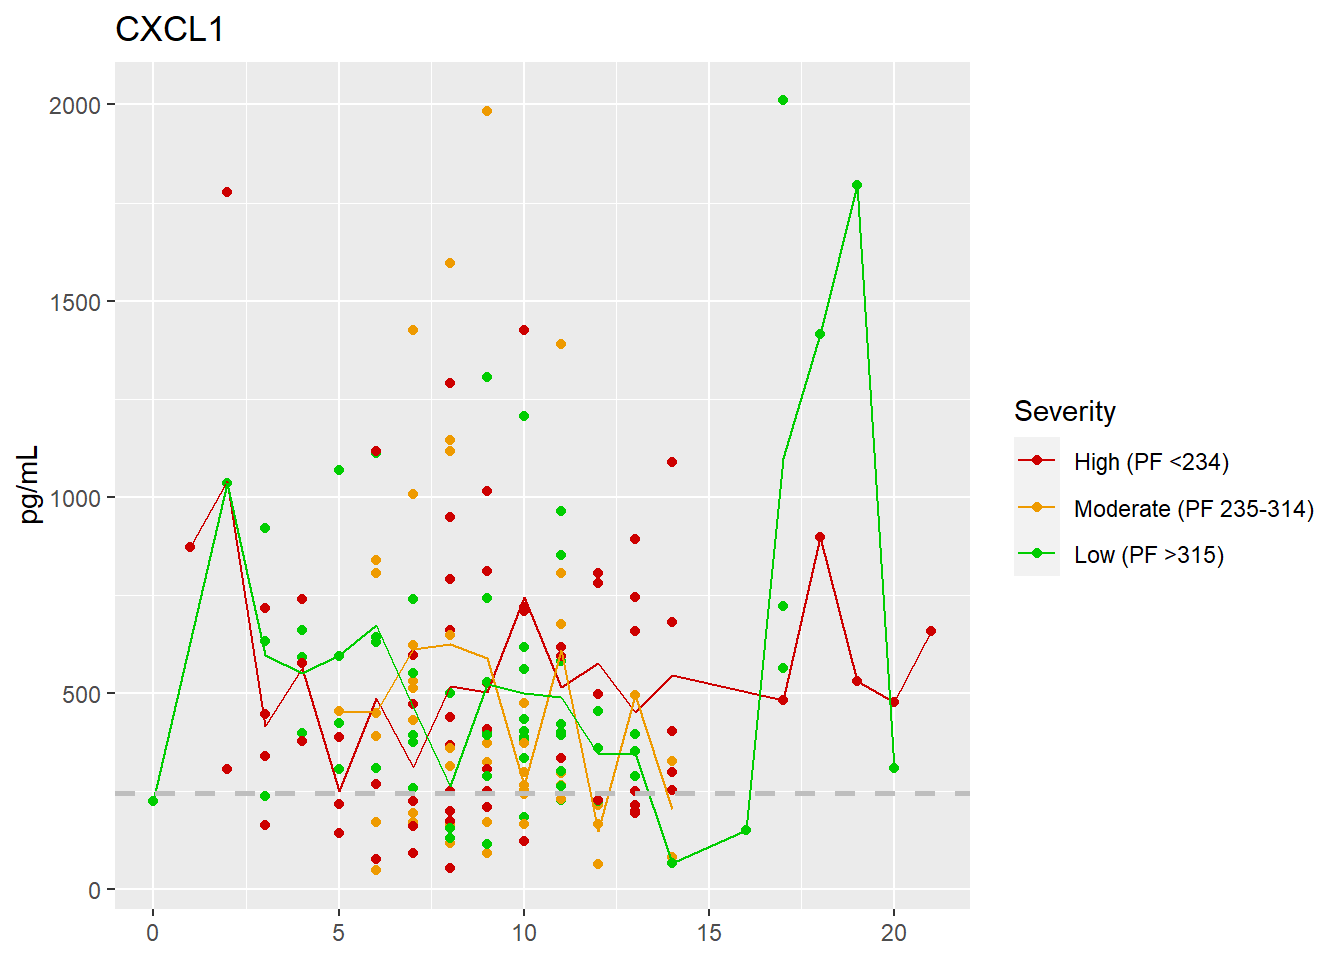 CXCL1
pg/mL
2000
1500
1000
500
0
0 5 10 15 20
Severity
High (PF <234)
Moderate (PF 235-314)
Low (PF >315)